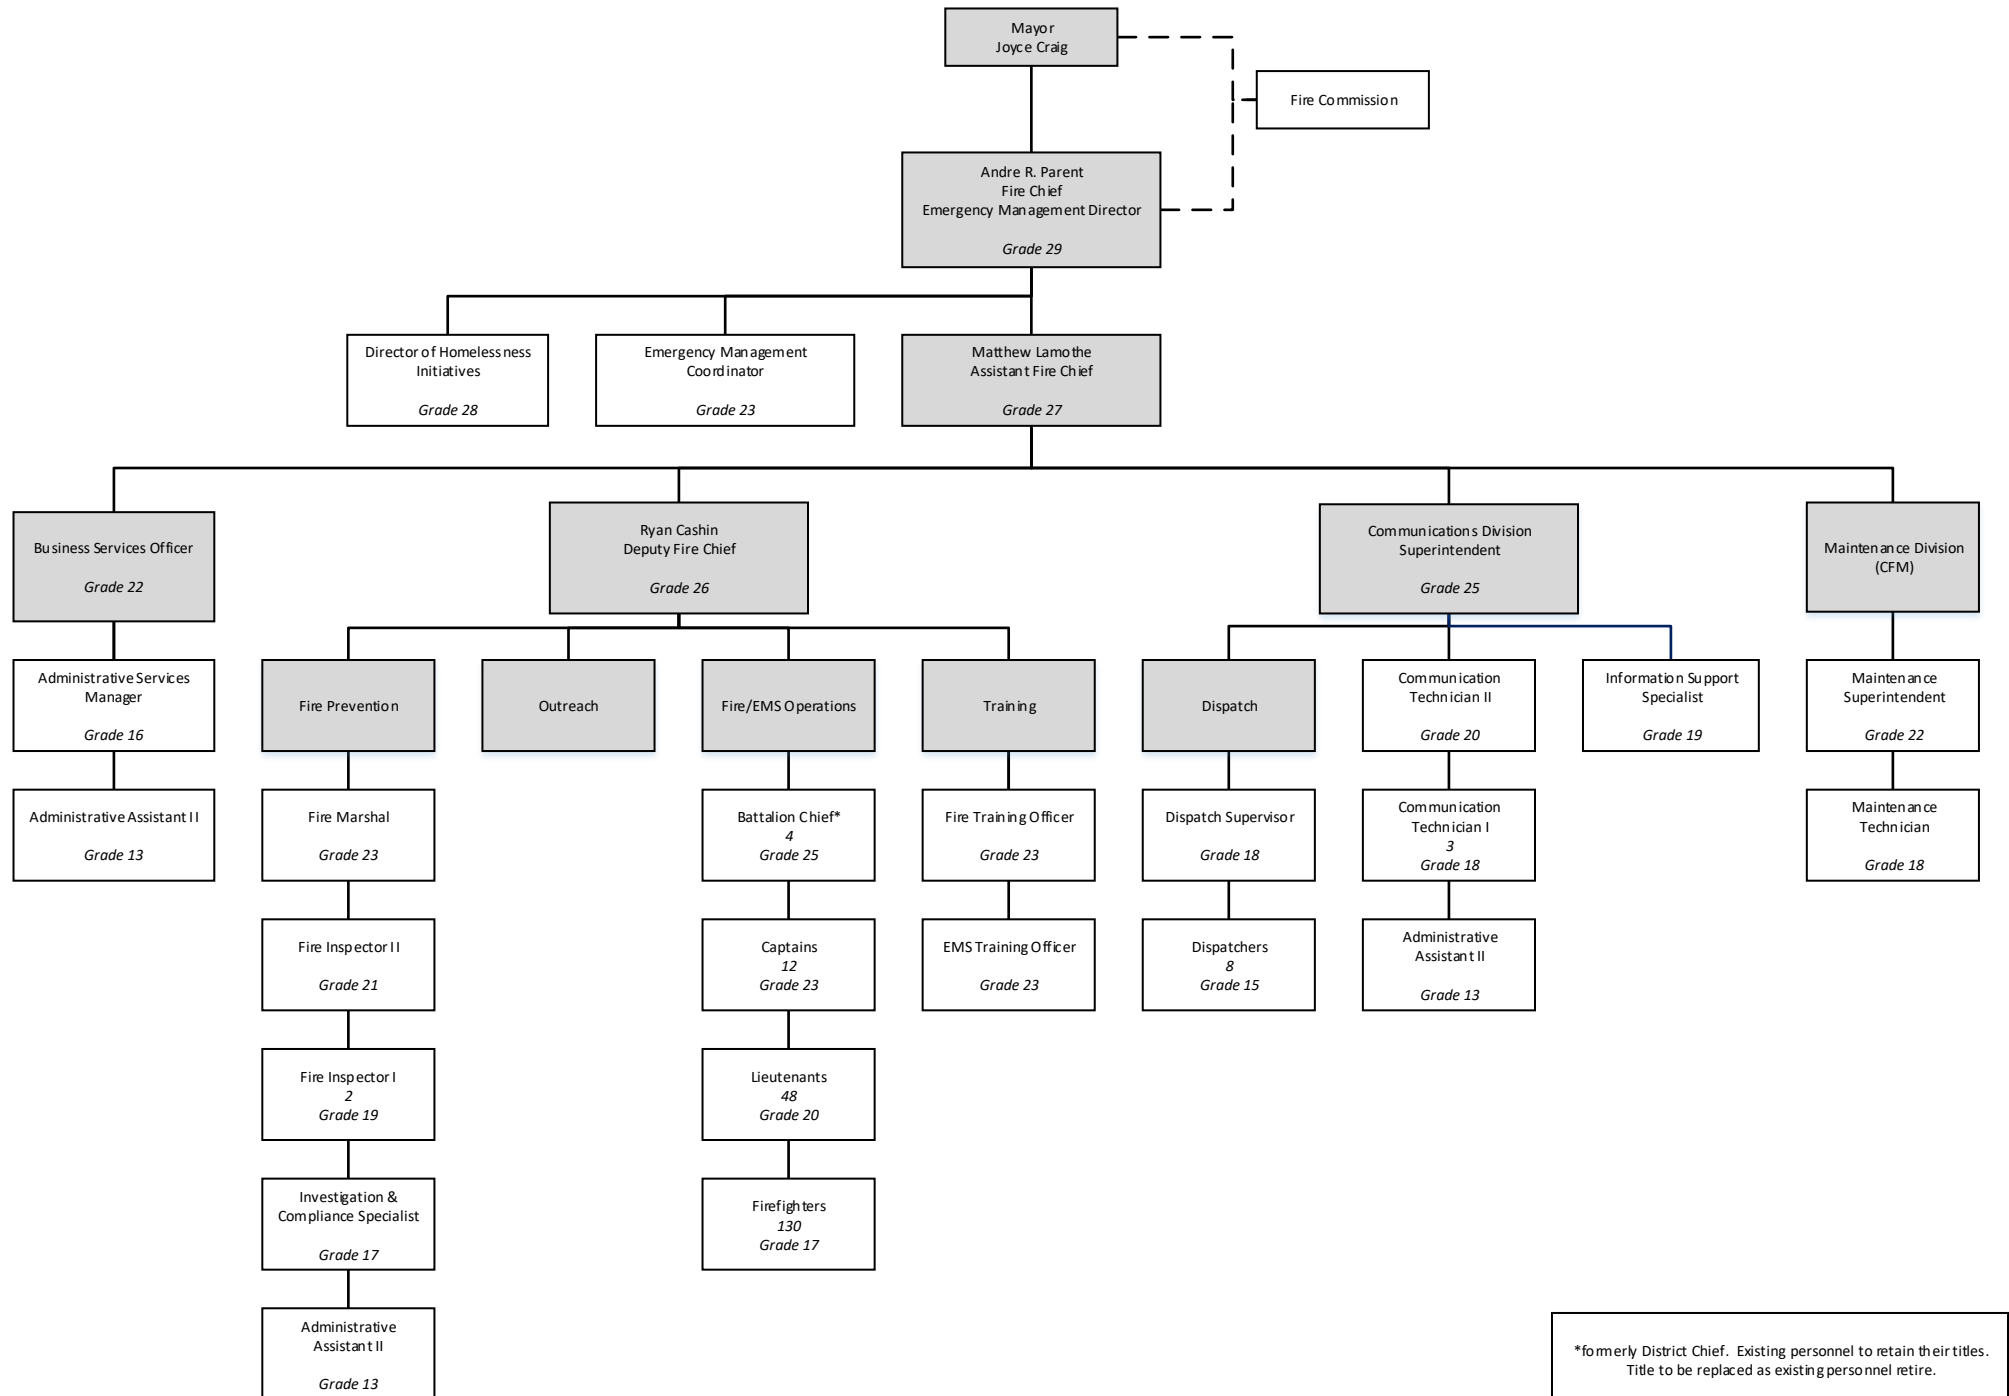 Mayor
Joyce Craig
Fire Commission
Andre R. Parent
Fire Chief
Emergency Management Director
Grade 29
Director of Homelessness
Initiatives
Grade 28
Emergency Management
Coordinator
Grade 23
Matthew Lamothe
Assistant Fire Chief
Grade 27
Business Services Officer
Grade 22
Ryan Cashin
Deputy Fire Chief
Grade 26
Communications Division
Superintendent
Grade 25
Maintenance Division
(CFM)
Administrative Services
Manager
Grade 16
Fire Prevention
Outreach
Fire/EMS Operations
Training
Dispatch
Communication
Technician II
Grade 20
Information Support
Specialist
Grade 19
Maintenance
Superintendent
Grade 22
Administrative Assistant II
Grade 13
Fire Marshal
Grade 23
Battalion Chief*
4
Grade 25
Fire Training Officer
Grade 23
Dispatch Supervisor
Grade 18
Communication
Technician I
3
Grade 18
Maintenance
Technician
Grade 18
Fire Inspector II
Grade 21
Captains
12
Grade 23
EMS Training Officer
Grade 23
Dispatchers
8
Grade 15
Administrative
Assistant II
Grade 13
Fire Inspector I
2
Grade 19
Lieutenants
48
Grade 20
Investigation &
Compliance Specialist
Grade 17
Firefighters
130
Grade 17
Administrative
Assistant II
Grade 13
*formerly District Chief. Existing personnel to retain their titles.
Title to be replaced as existing personnel retire.